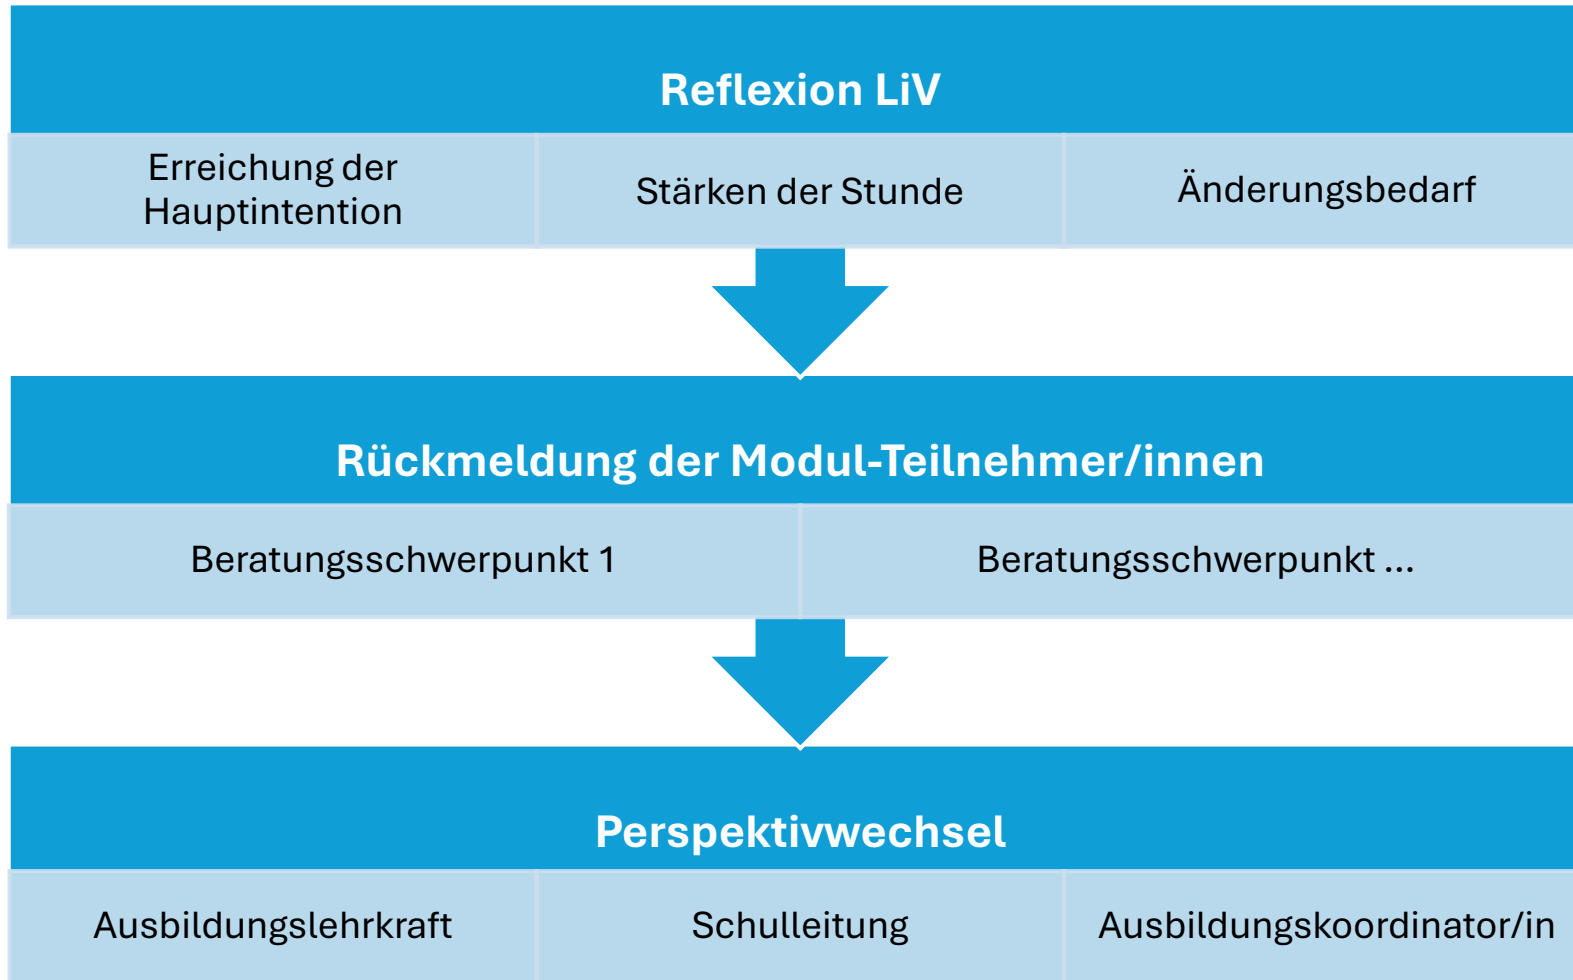 Reflexion LiV
Erreichung der
Hauptintention
Stärken der Stunde
Änderungsbedarf
Rückmeldung der Modul-Teilnehmer/innen
Beratungsschwerpunkt 1
Beratungsschwerpunkt ...
Perspektivwechsel
Ausbildungslehrkraft
Schulleitung
Ausbildungskoordinator/in